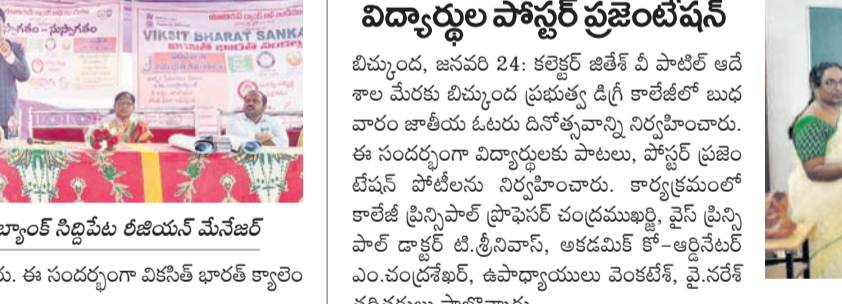 స్వాగతం - సుస్వాగతం
VIKSIT BHARAT SANKA
బ్యాంక్ సిద్దిపేట రీజియన్ మేనేజర్
రు. ఈ సందర్భంగా వికసిత్ భారత్ క్యాలెం
విద్యార్థుల పోస్టర్ ప్రజెంటేషన్
బిచ్కుంద, జనవరి 24: కలెక్టర్ జితేశ్ వీ పాటిల్ ఆదే
శాల మేరకు బిచ్కుంద ప్రభుత్వ డిగ్రీ కాలేజీలో బుధ
వారం జాతీయ ఓటరు దినోత్సవాన్ని నిర్వహించారు.
ఈ సందర్భంగా విద్యార్థులకు పాటలు, పోస్టర్ ప్రజెం
టేషన్ పోటీలను నిర్వహించారు. కార్యక్రమంలో
కాలేజీ ప్రిన్సిపాల్ ప్రొఫెసర్ చంద్రముఖర్జి, వైస్ ప్రిన్సి
పాల్ డాక్టర్ టి.శ్రీనివాస్, అకడమిక్ కో-ఆర్డినేటర్
ఎం.చంద్రశేఖర్, ఉపాధ్యాయులు వెంకటేశ్, వై.నరేశ్